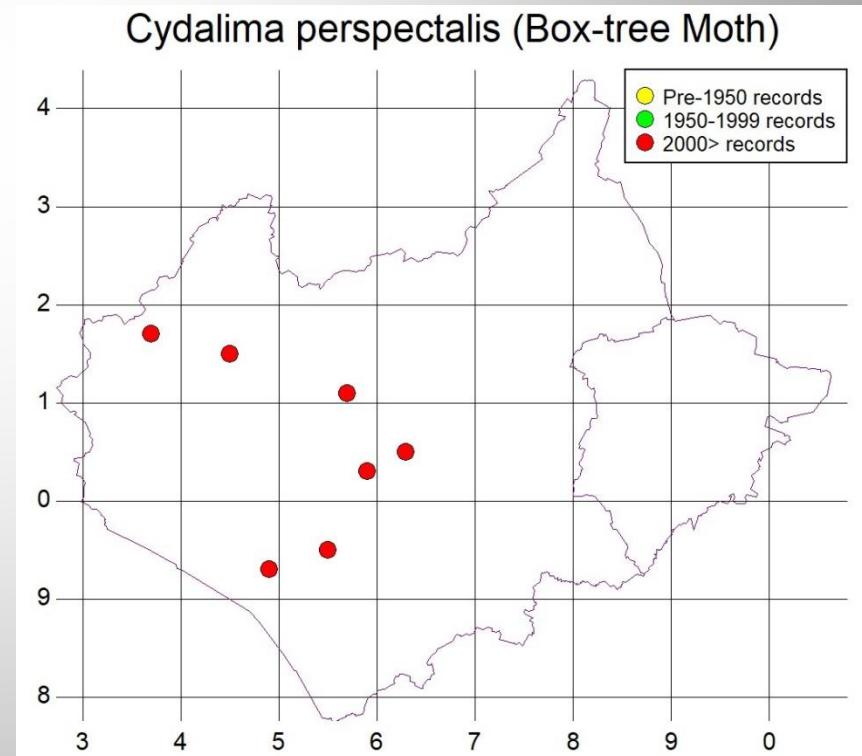 Cydalima perspectalis (Box-tree Moth)
Pre-1950 records
1950-1999 records
2000> records
4
3
2
1
0
9
8
3 4 5 6 7 8 9 0